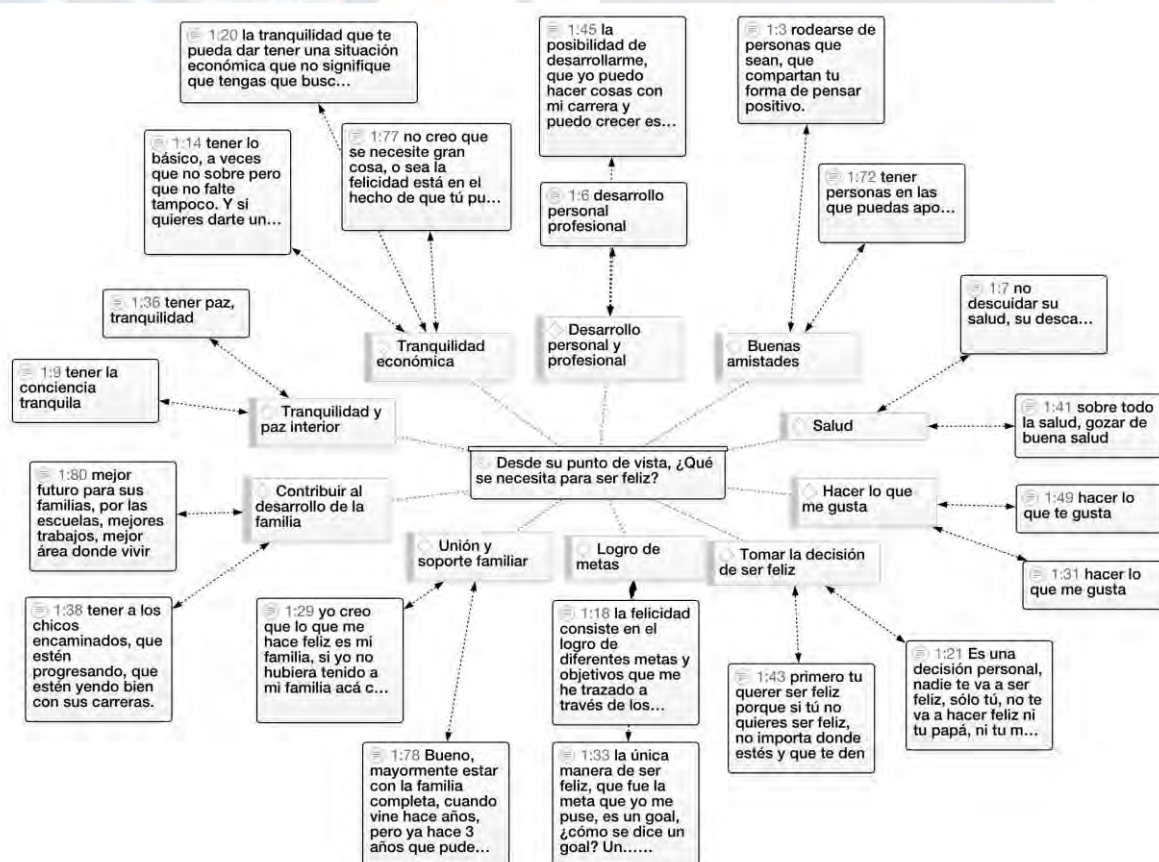 1:20 la tranquilidad que te
pueda dar tener una situación
económica que no signifique
que tengas que busc...
1:45 la
posibilidad de
desarrollarme,
que yo puedo
hacer cosas con
mi carrera y
puedo crecer es...
1:3 rodearse de
personas que
sean, que
compartan tu
forma de pensar
positivo.
1:14 tener lo
básico, a veces
que no sobre pero
que no falte
tampoco. Y si
quieres darte un...
1:77 no creo que
se necesite gran
cosa, o sea la
felicidad está en el
hecho de que tú pu...
1:6 desarrollo
personal
profesional
1:72 tener
personas en las
que puedas apo...
1:36 tener paz,
tranquilidad
1:7 no
descuidar su
salud, su desca...
Tranquilidad
económica
Desarrollo
personal y
profesional
Buenas
amistades
1:9 tener la
conciencia
tranquila
Tranquilidad y
paz interior
Salud
1:41 sobre todo
la salud, gozar de
buena salud
Desde su punto de vista, ¿Qué
se necesita para ser feliz?
1:80 mejor
futuro para sus
familias, por las
escuelas, mejores
trabajos, mejor
área donde vivir
Contribuir al
desarrollo de la
familia
Hacer lo que
me gusta
1:49 hacer lo
que te gusta
Unión y
soporte familiar
Logro de
metas
Tomar la decisión
de ser feliz
1:31 hacer lo
que me gusta
1:38 tener a los
chicos
encaminados, que
estén
progresando, que
estén yendo bien
con sus carreras.
1:29 yo creo
que lo que me
hace feliz es mi
familia, si yo no
hubiera tenido a
mi familia acá c...
1:18 la felicidad
consiste en el
logro de
diferentes metas y
objetivos que me
he trazado a
través de los...
1:43 primero tu
querer ser feliz
porque si tú no
quieres ser feliz,
no importa donde
estés y que te den
1:21 Es una
decisión personal,
nadie te va a ser
feliz, sólo tú, no te
va a hacer feliz ni
tu papá, ni tu m...
1:78 Bueno,
mayormente estar
con la familia
completa, cuando
vine hace años,
pero ya hace 3
años que pude...
1:33 la única
manera de ser
feliz, que fue la
meta que yo me
puse, es un goal,
¿cómo se dice un
goal? Un......